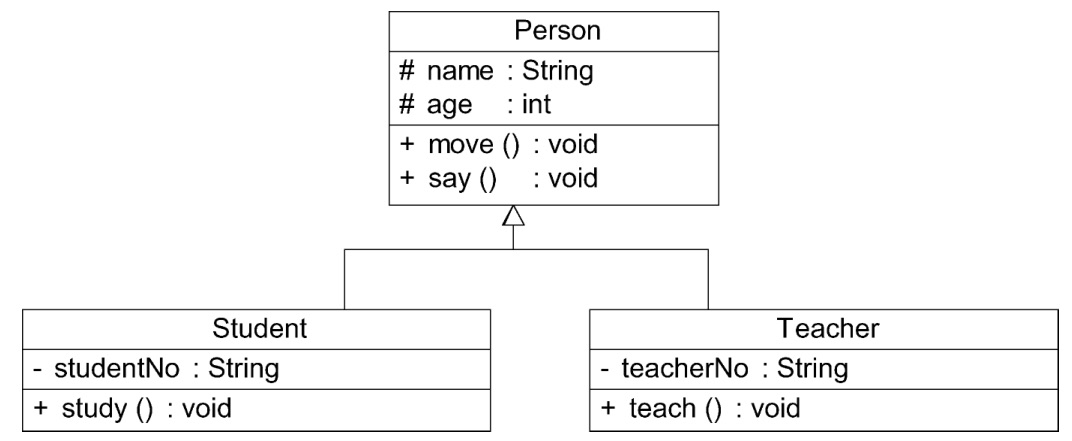 Person
# name : String
# age : int
+ move () : void
+ say () : void
Student
- studentNo : String
+ study () : void
Teacher
- teacherNo : String
+ teach () : void